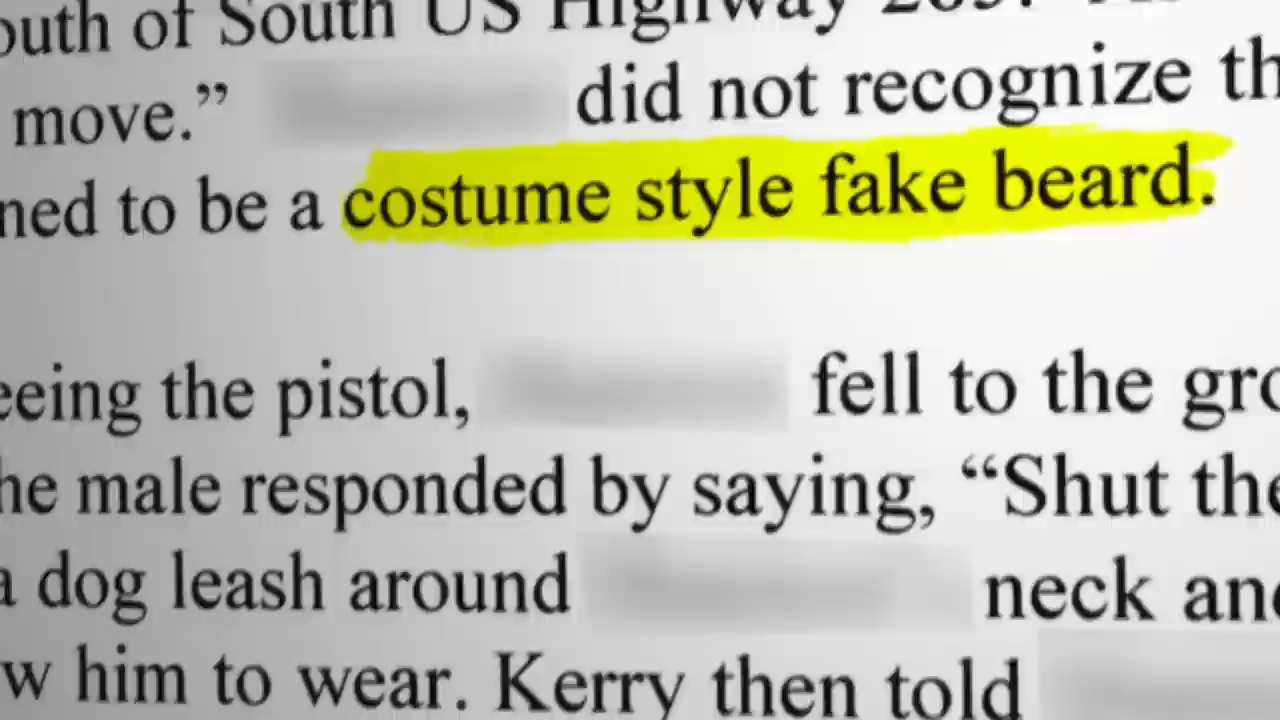 outh of South US Highway 285.
move.” did not recognize th
ned to be a costume style fake beard.
eeing the pistol, fell to the gro
he male responded by saying, “Shut the
a dog leash around neck and
w him to wear. Kerry then told